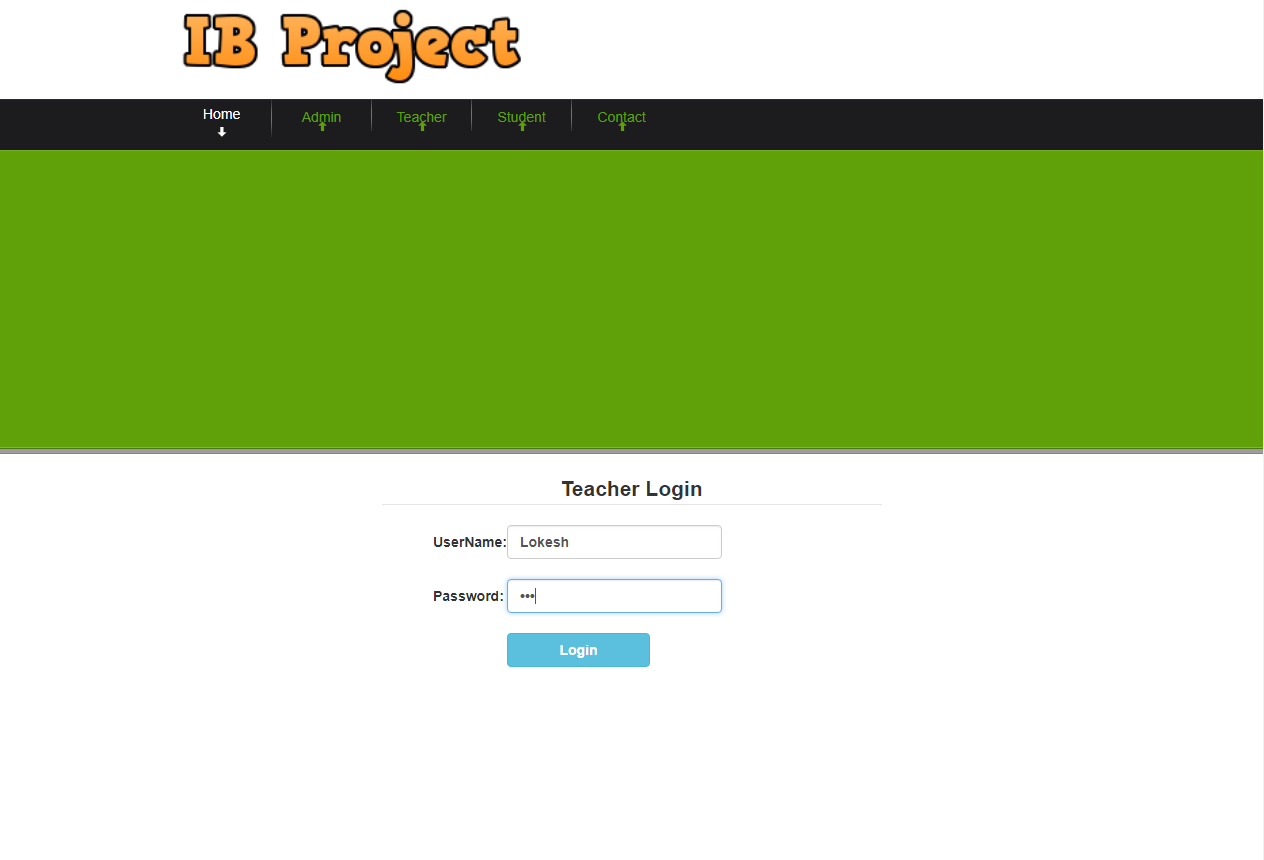 IB Project
Home Admin Teacher Student Contact
Teacher Login
UserName: Lokesh
Password: •••
Login